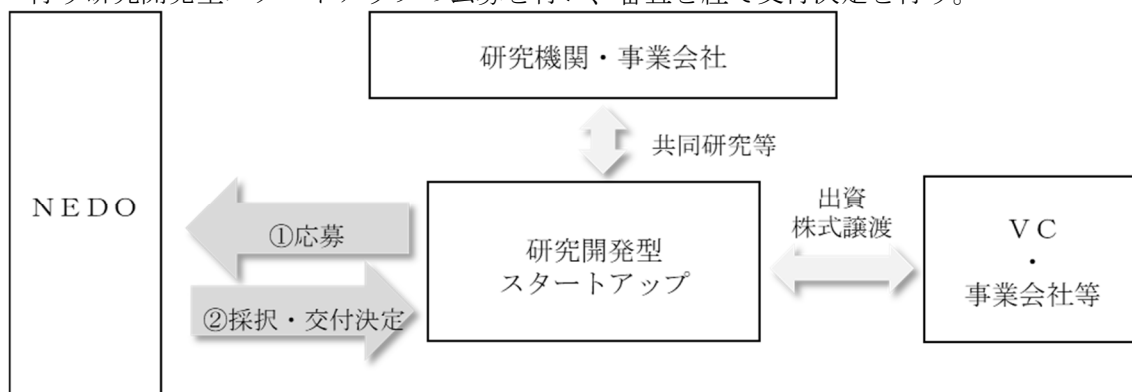 研究機関・事業会社
共同研究等
NEDO
①応募
②採択・交付決定
研究開発型
スタートアップ
出資
株式譲渡
VC
・
事業会社等